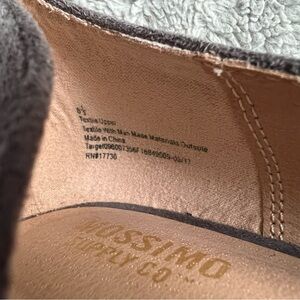 8½
Textile Upper
Textile With Man Made Materials Outsole
Made in China
RN#17730
MOSSIMO
SUPPLY CO.